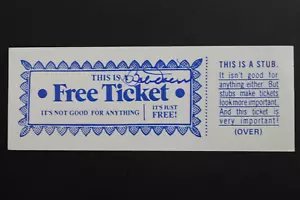 THIS IS A
• Free Ticket •
IT'S NOT GOOD FOR ANYTHING
IT'S JUST
FREE!
THIS IS A STUB.
It isn't good for
anything either. But
stubs make tickets
look more important.
And this ticket is
very important!
(OVER)